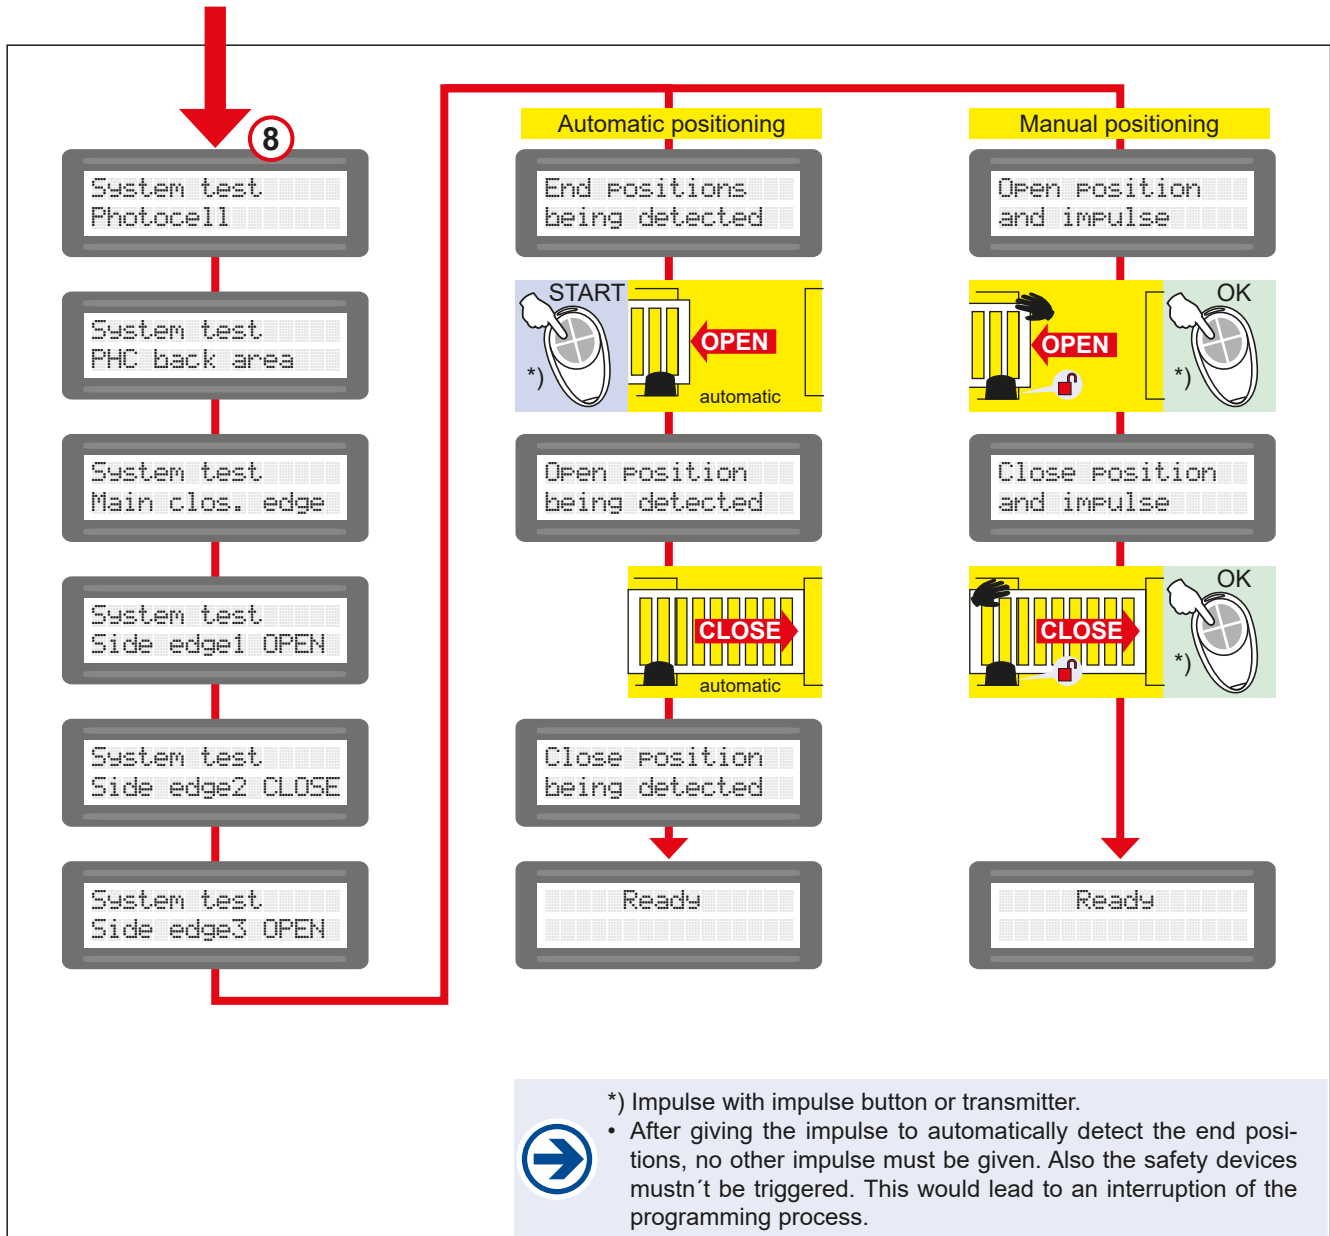 8
System test
Photocell
System test
PHC back area
System test
Main clos. edge
System test
Side edge1 OPEN
System test
Side edge2 CLOSE
System test
Side edge3 OPEN
Automatic positioning
End positions
being detected
START
*)
OPEN
automatic
Open position
being detected
CLOSE
automatic
Close position
being detected
Ready
Manual positioning
Open position
and impulse
OPEN
OK
*)
Close position
and impulse
CLOSE
OK
*)
Ready
*) Impulse with impulse button or transmitter.
• After giving the impulse to automatically detect the end posi-
tions, no other impulse must be given. Also the safety devices
mustn´t be triggered. This would lead to an interruption of the
programming process.